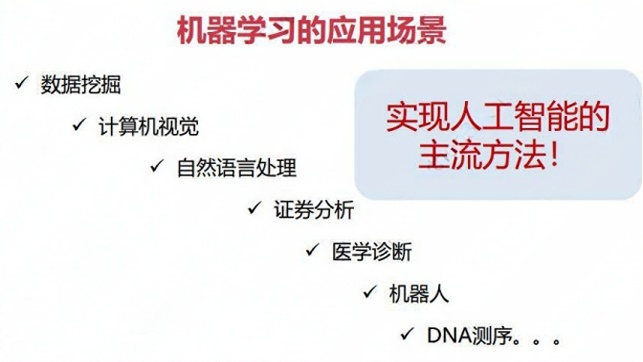 机器学习的应用场景
✓ 数据挖掘
✓ 计算机视觉
✓ 自然语言处理
✓ 证券分析
✓ 医学诊断
✓ 机器人
✓ DNA测序。。。
实现人工智能的
主流方法！